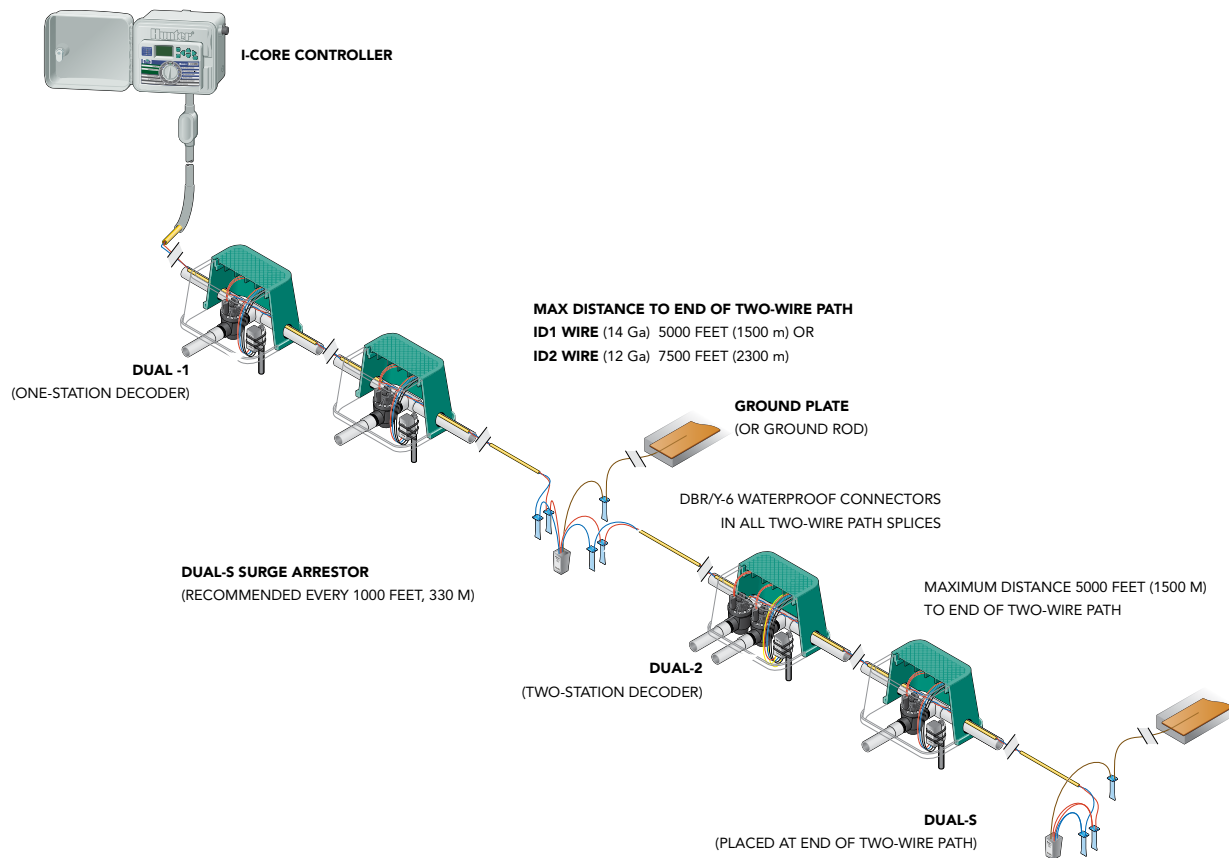 Hunter
I-CORE CONTROLLER
MAX DISTANCE TO END OF TWO-WIRE PATH
ID1 WIRE (14 Ga) 5000 FEET (1500 m) OR
ID2 WIRE (12 Ga) 7500 FEET (2300 m)
DUAL -1
(ONE-STATION DECODER)
GROUND PLATE
(OR GROUND ROD)
DBR/Y-6 WATERPROOF CONNECTORS
IN ALL TWO-WIRE PATH SPLICES
DUAL-S SURGE ARRESTOR
(RECOMMENDED EVERY 1000 FEET, 330 M)
MAXIMUM DISTANCE 5000 FEET (1500 M)
TO END OF TWO-WIRE PATH
DUAL-2
(TWO-STATION DECODER)
DUAL-S
(PLACED AT END OF TWO-WIRE PATH)